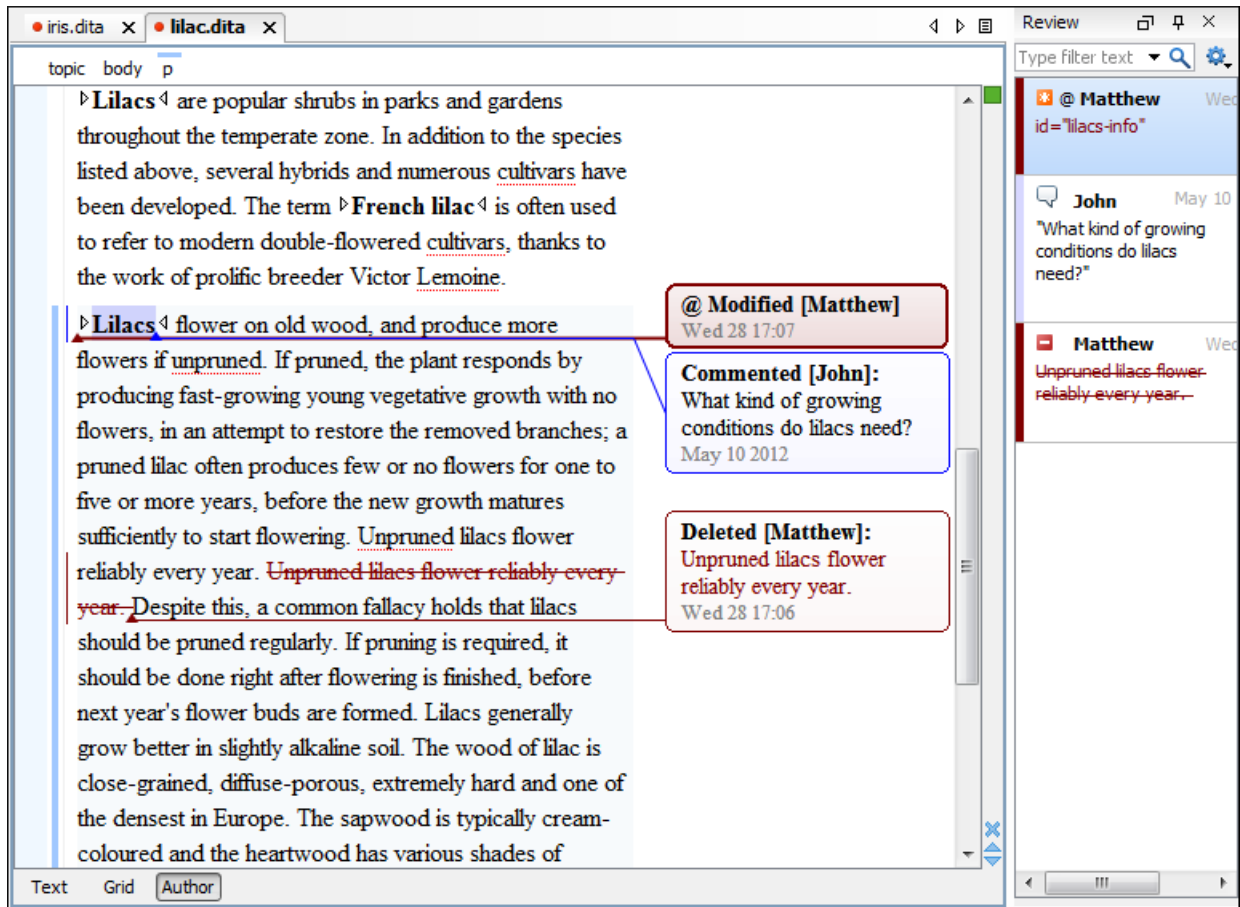 iris.dita
lilac.dita
topic body p
Lilacs are popular shrubs in parks and gardens
throughout the temperate zone. In addition to the species
listed above, several hybrids and numerous cultivars have
been developed. The term French lilac is often used
to refer to modern double-flowered cultivars, thanks to
the work of prolific breeder Victor Lemoine.
Lilacs flower on old wood, and produce more
flowers if unpruned. If pruned, the plant responds by
producing fast-growing young vegetative growth with no
flowers, in an attempt to restore the removed branches; a
pruned lilac often produces few or no flowers for one to
five or more years, before the new growth matures
sufficiently to start flowering. Unpruned lilacs flower
reliably every year. Unpruned lilacs flower reliably every
year. Despite this, a common fallacy holds that lilacs
should be pruned regularly. If pruning is required, it
should be done right after flowering is finished, before
next year's flower buds are formed. Lilacs generally
grow better in slightly alkaline soil. The wood of lilac is
close-grained, diffuse-porous, extremely hard and one of
the densest in Europe. The sapwood is typically cream-
coloured and the heartwood has various shades of
@ Modified [Matthew]
Wed 28 17:07
Commented [John]:
What kind of growing
conditions do lilacs need?
May 10 2012
Deleted [Matthew]:
Unpruned lilacs flower
reliably every year.
Wed 28 17:06
Text Grid Author
Review
Type filter text
@ Matthew Wed
id="lilacs-info"
John May 10
"What kind of growing
conditions do lilacs
need?"
Matthew Wed
Unpruned lilacs flower
reliably every year.